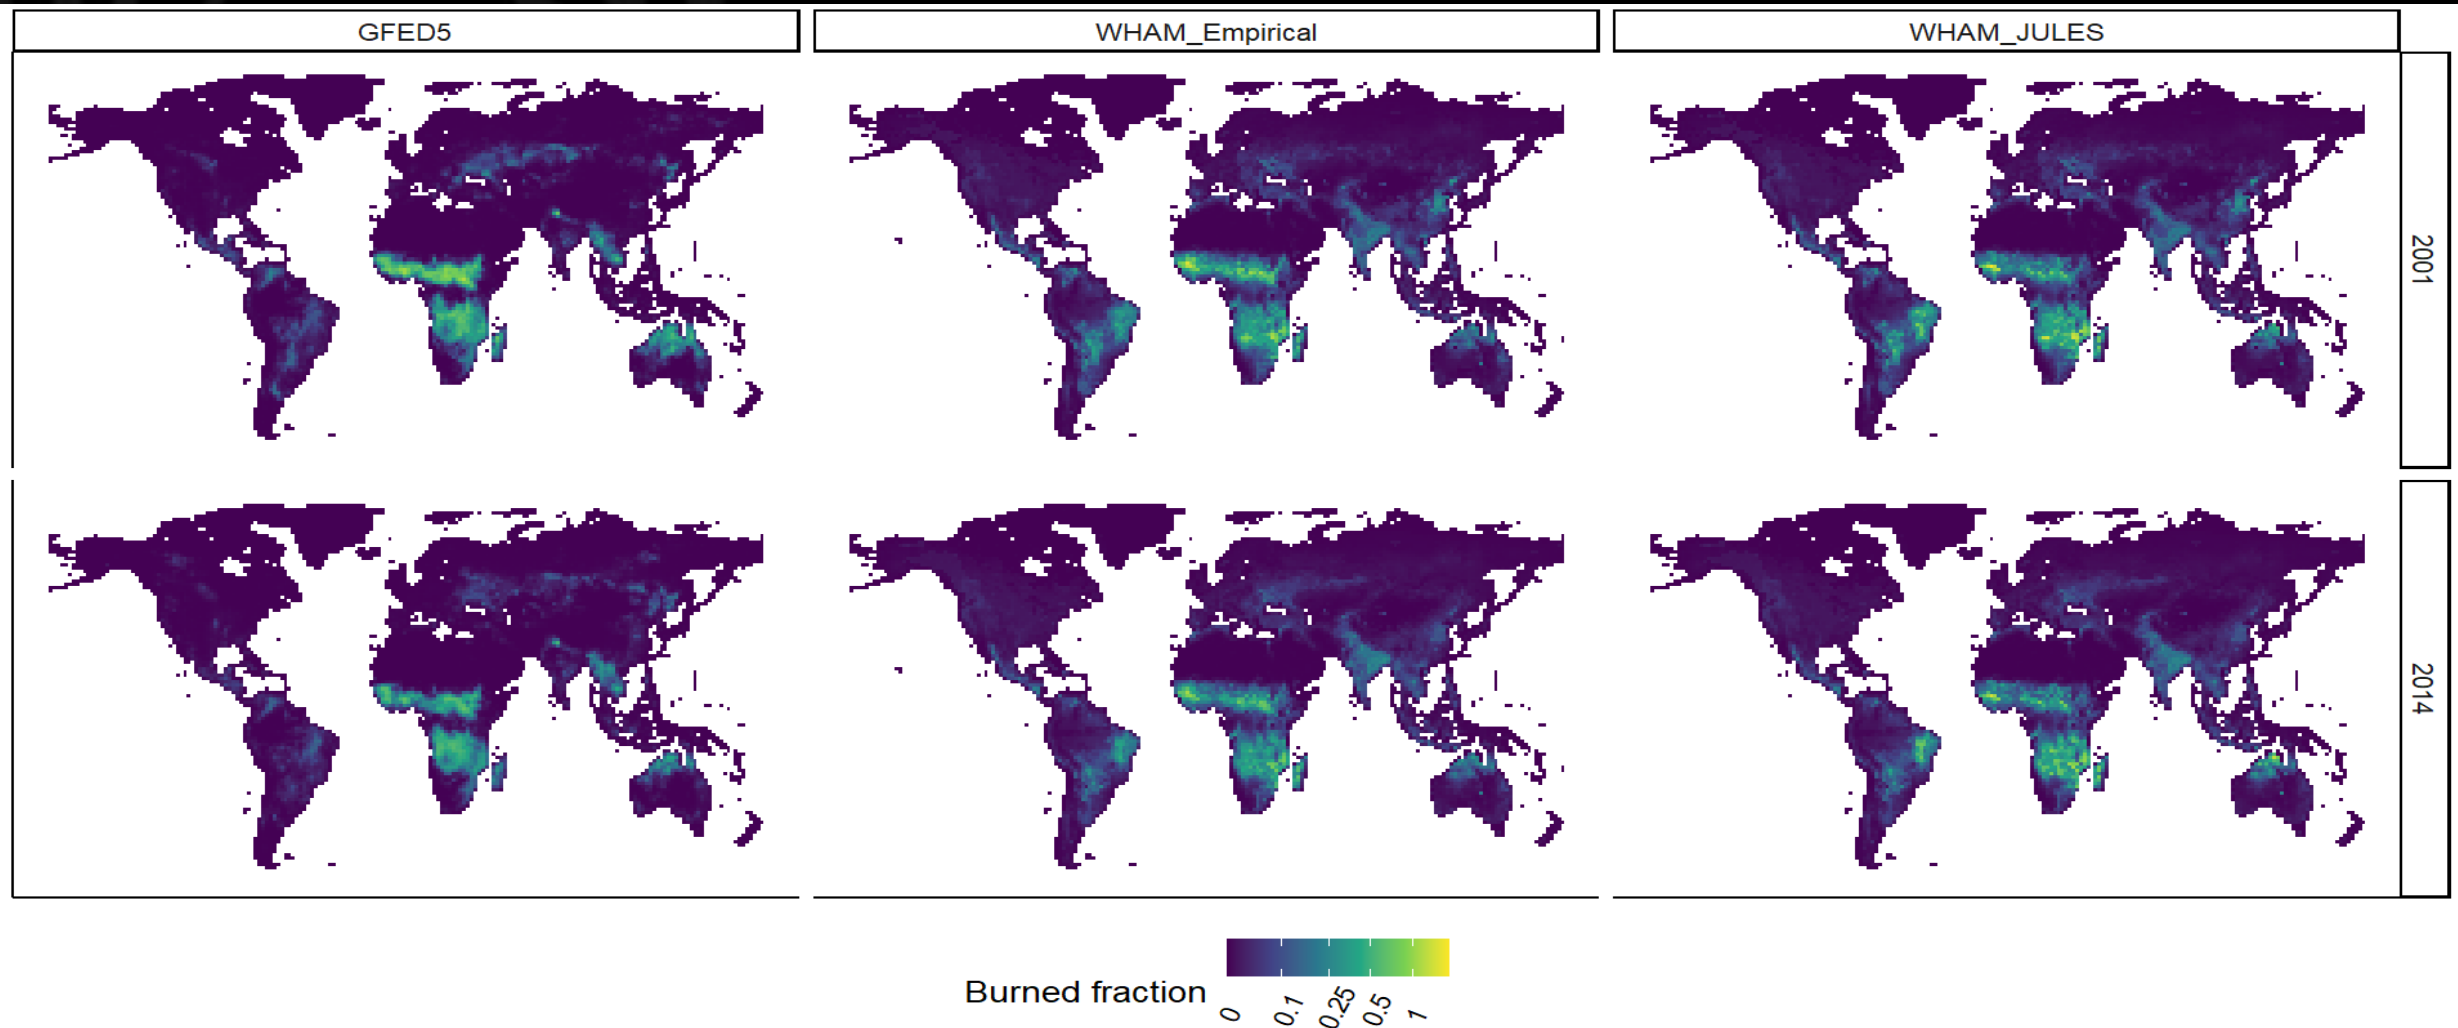 GFED5
WHAM_Empirical
WHAM_JULES
2001
2014
Burned fraction
0
0.1
0.25
0.5
1